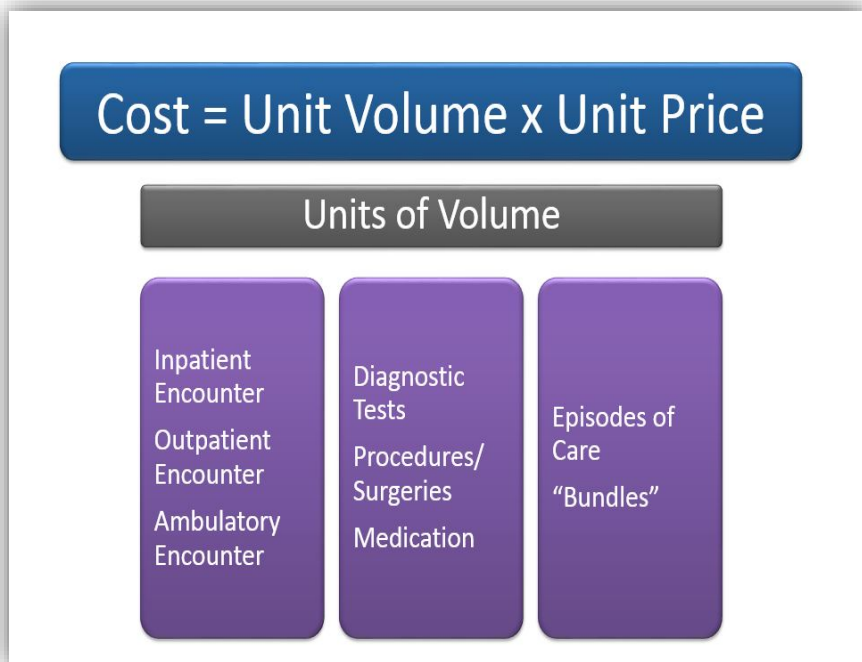 Cost = Unit Volume x Unit Price
Units of Volume
Inpatient
Encounter
Outpatient
Encounter
Ambulatory
Encounter
Diagnostic
Tests
Procedures/
Surgeries
Medication
Episodes of
Care
“Bundles”